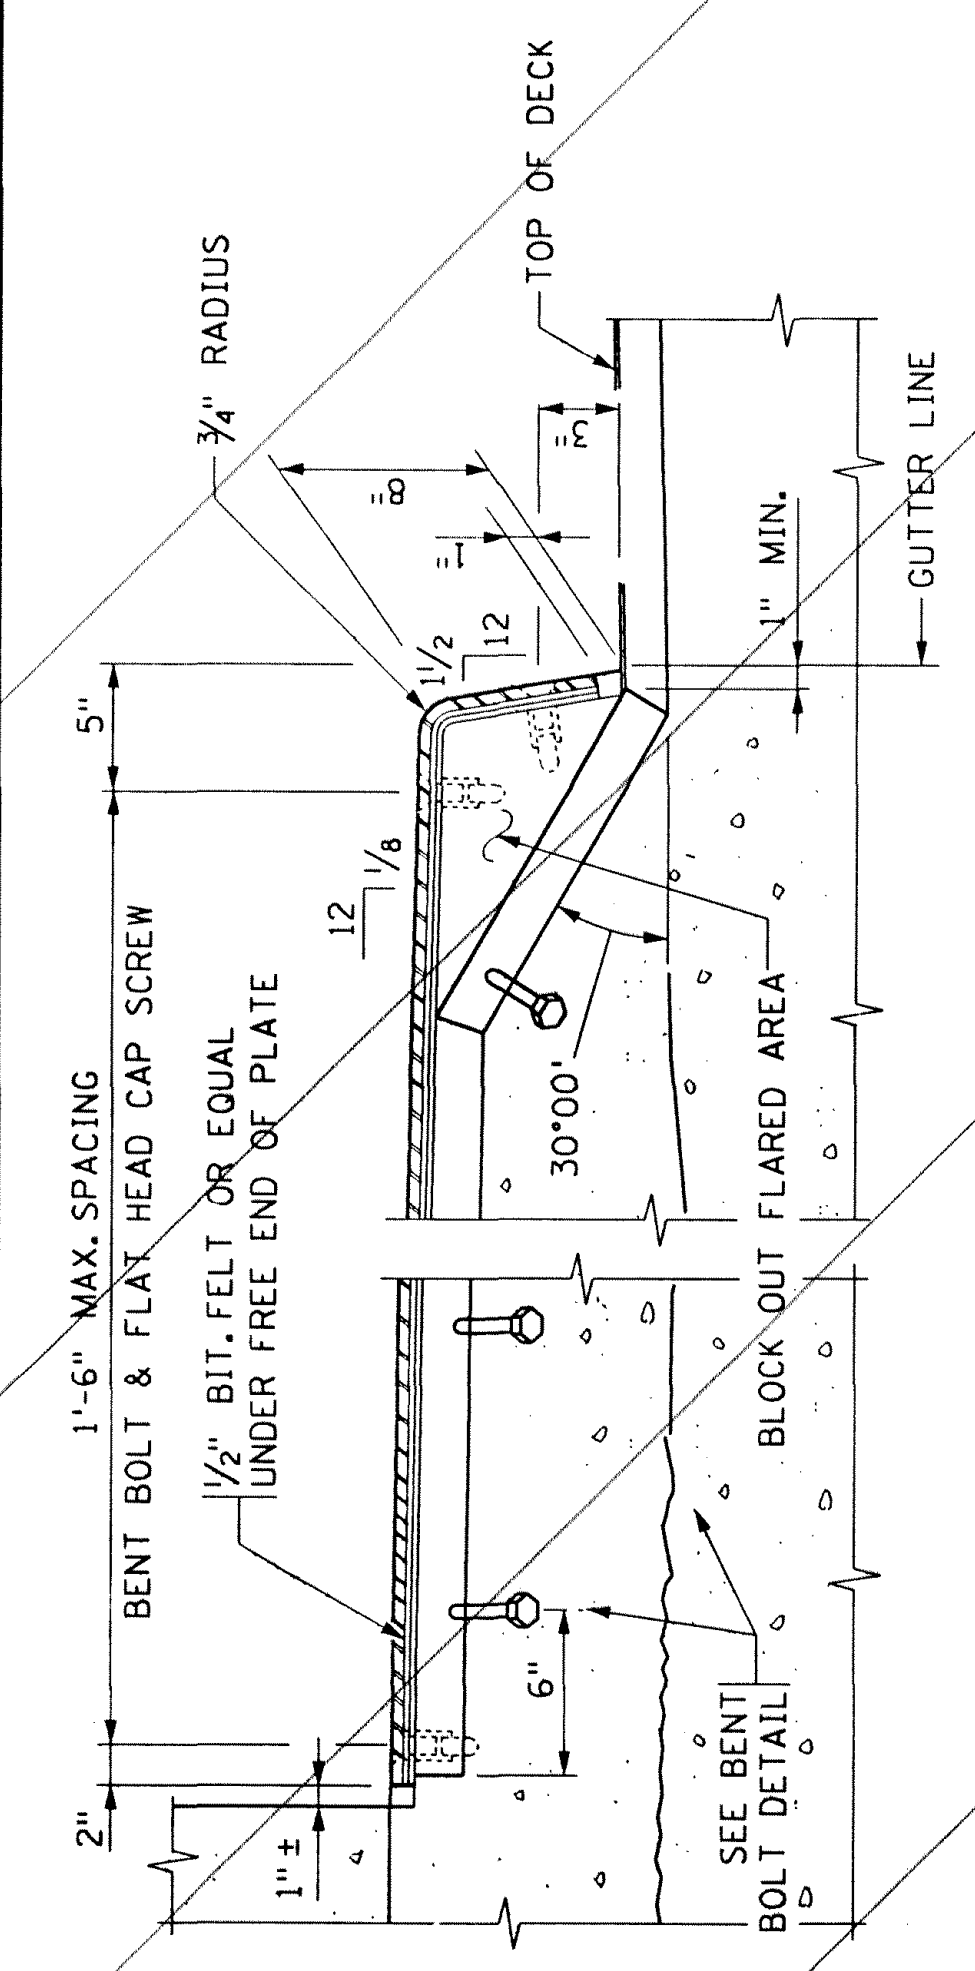 2"
1'-6" MAX. SPACING
5"
BENT BOLT & FLAT HEAD CAP SCREW
1/2" BIT. FELT OR EQUAL
UNDER FREE END OF PLATE
3/4" RADIUS
1" ±
12
1/8
1 1/2
12
8"
1"
3"
TOP OF DECK
6"
30°00'
SEE BENT
BOLT DETAIL
BLOCK OUT FLARED AREA
1" MIN.
GUTTER LINE